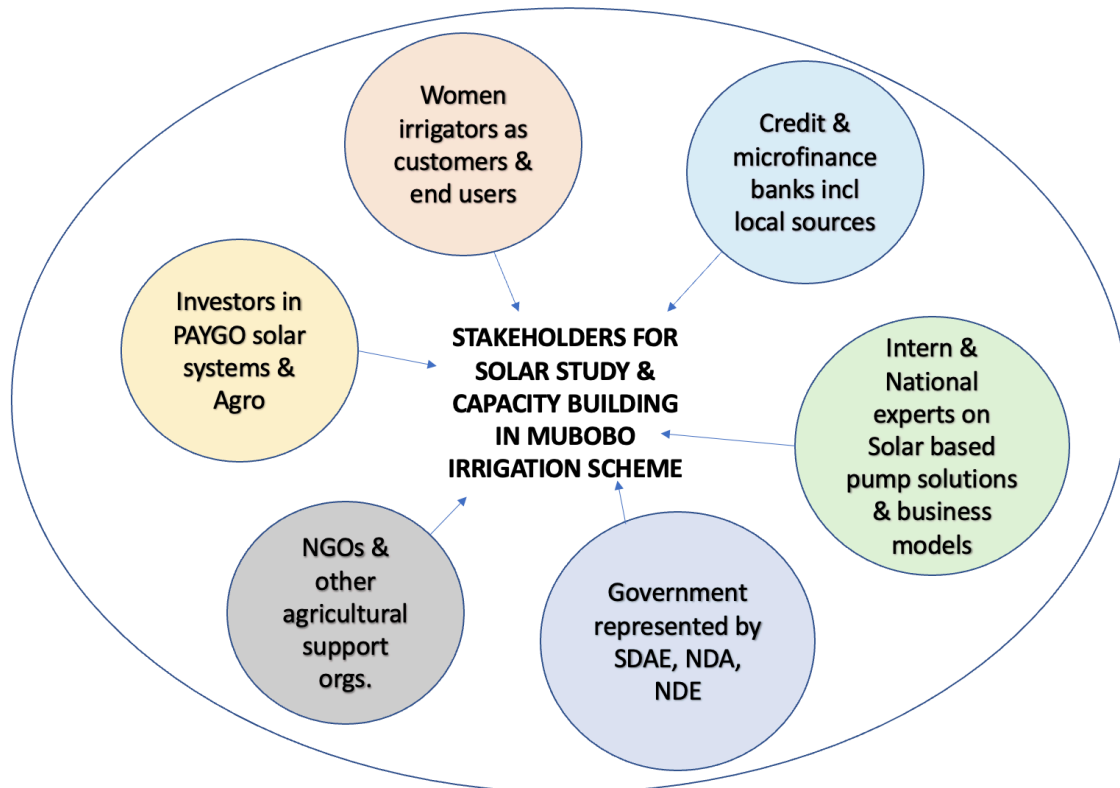 Women
irrigators as
customers &
end users
Credit &
microfinance
banks incl
local sources
Investors in
PAYGO solar
systems &
Agro
STAKEHOLDERS FOR
SOLAR STUDY &
CAPACITY BUILDING
IN MUBOBO
IRRIGATION SCHEME
Intern &
National
experts on
Solar based
pump solutions
& business
models
NGOs &
other
agricultural
support
orgs.
Government
represented by
SDAE, NDA,
NDE